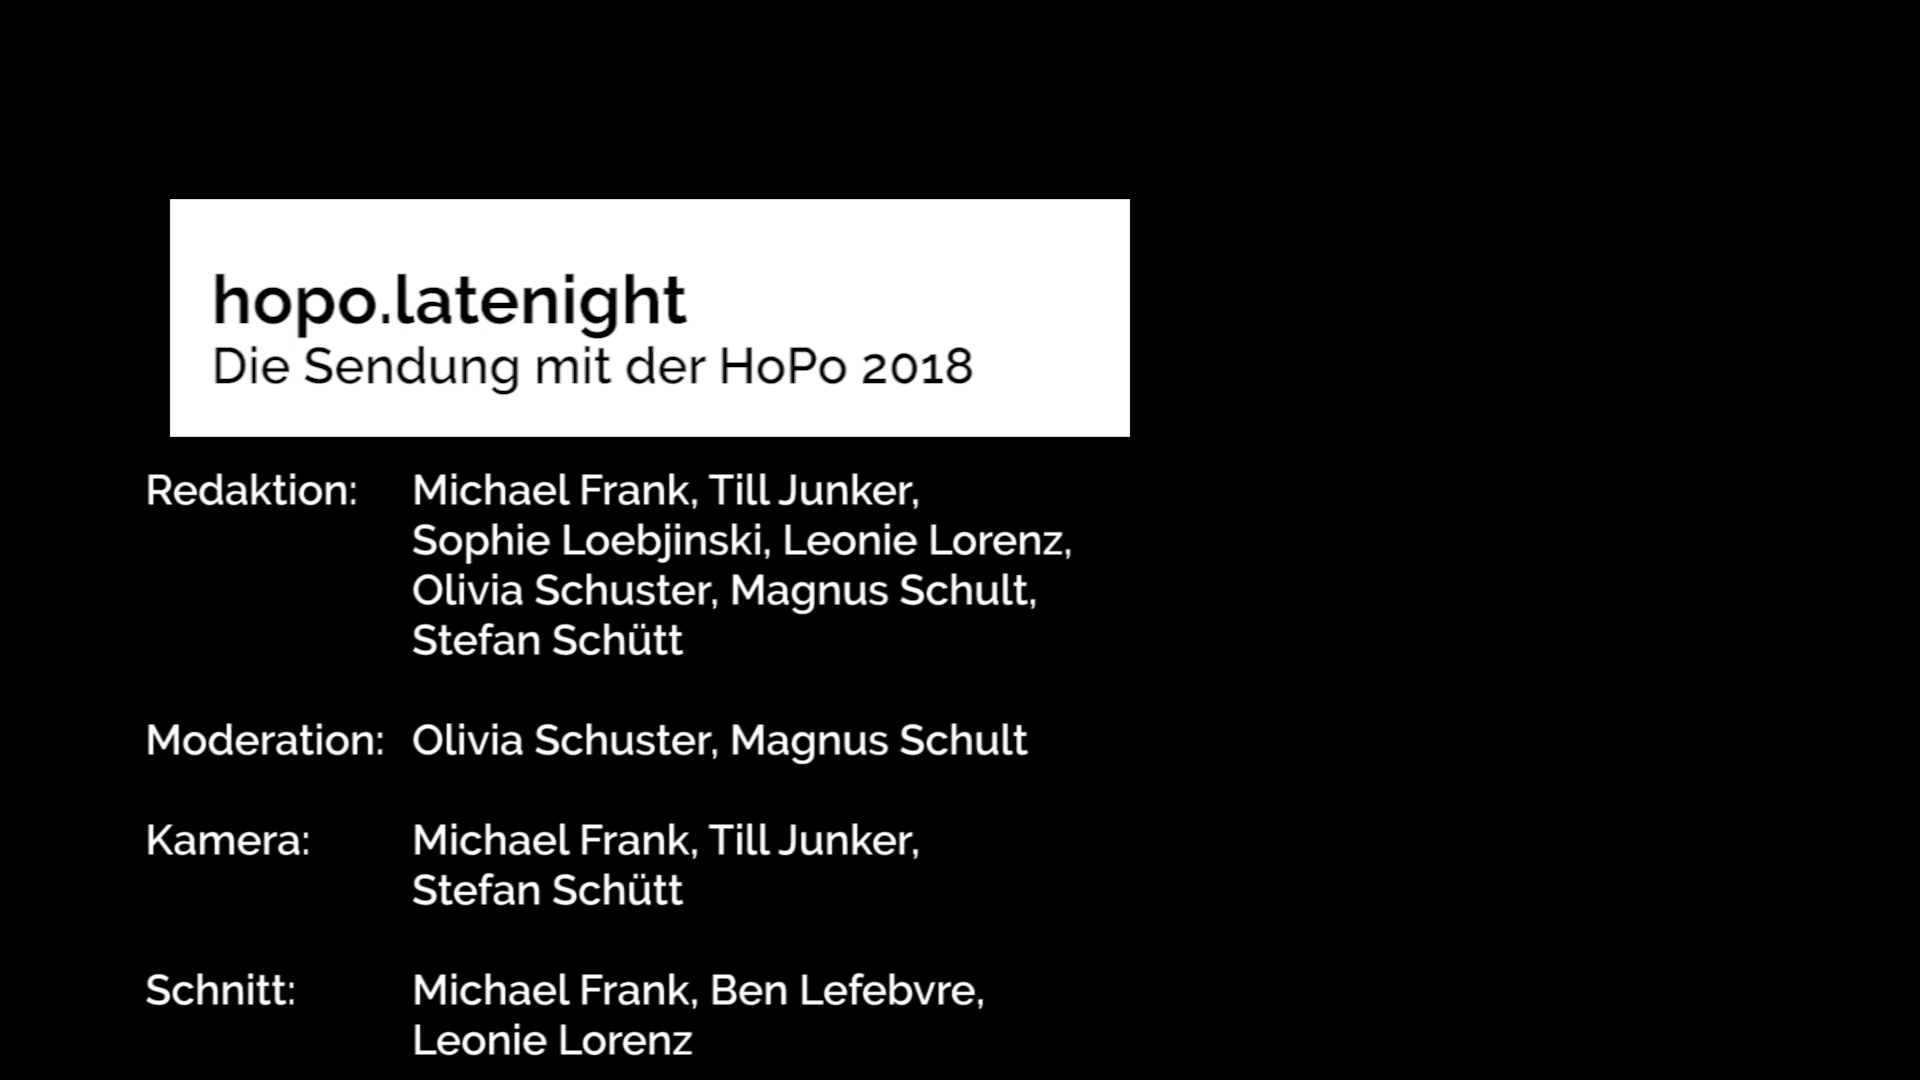 hopo.latenight
Die Sendung mit der HoPo 2018
Redaktion: Michael Frank, Till Junker,
Sophie Loebjinski, Leonie Lorenz,
Olivia Schuster, Magnus Schult,
Stefan Schütt
Moderation: Olivia Schuster, Magnus Schult
Kamera: Michael Frank, Till Junker,
Stefan Schütt
Schnitt: Michael Frank, Ben Lefebvre,
Leonie Lorenz